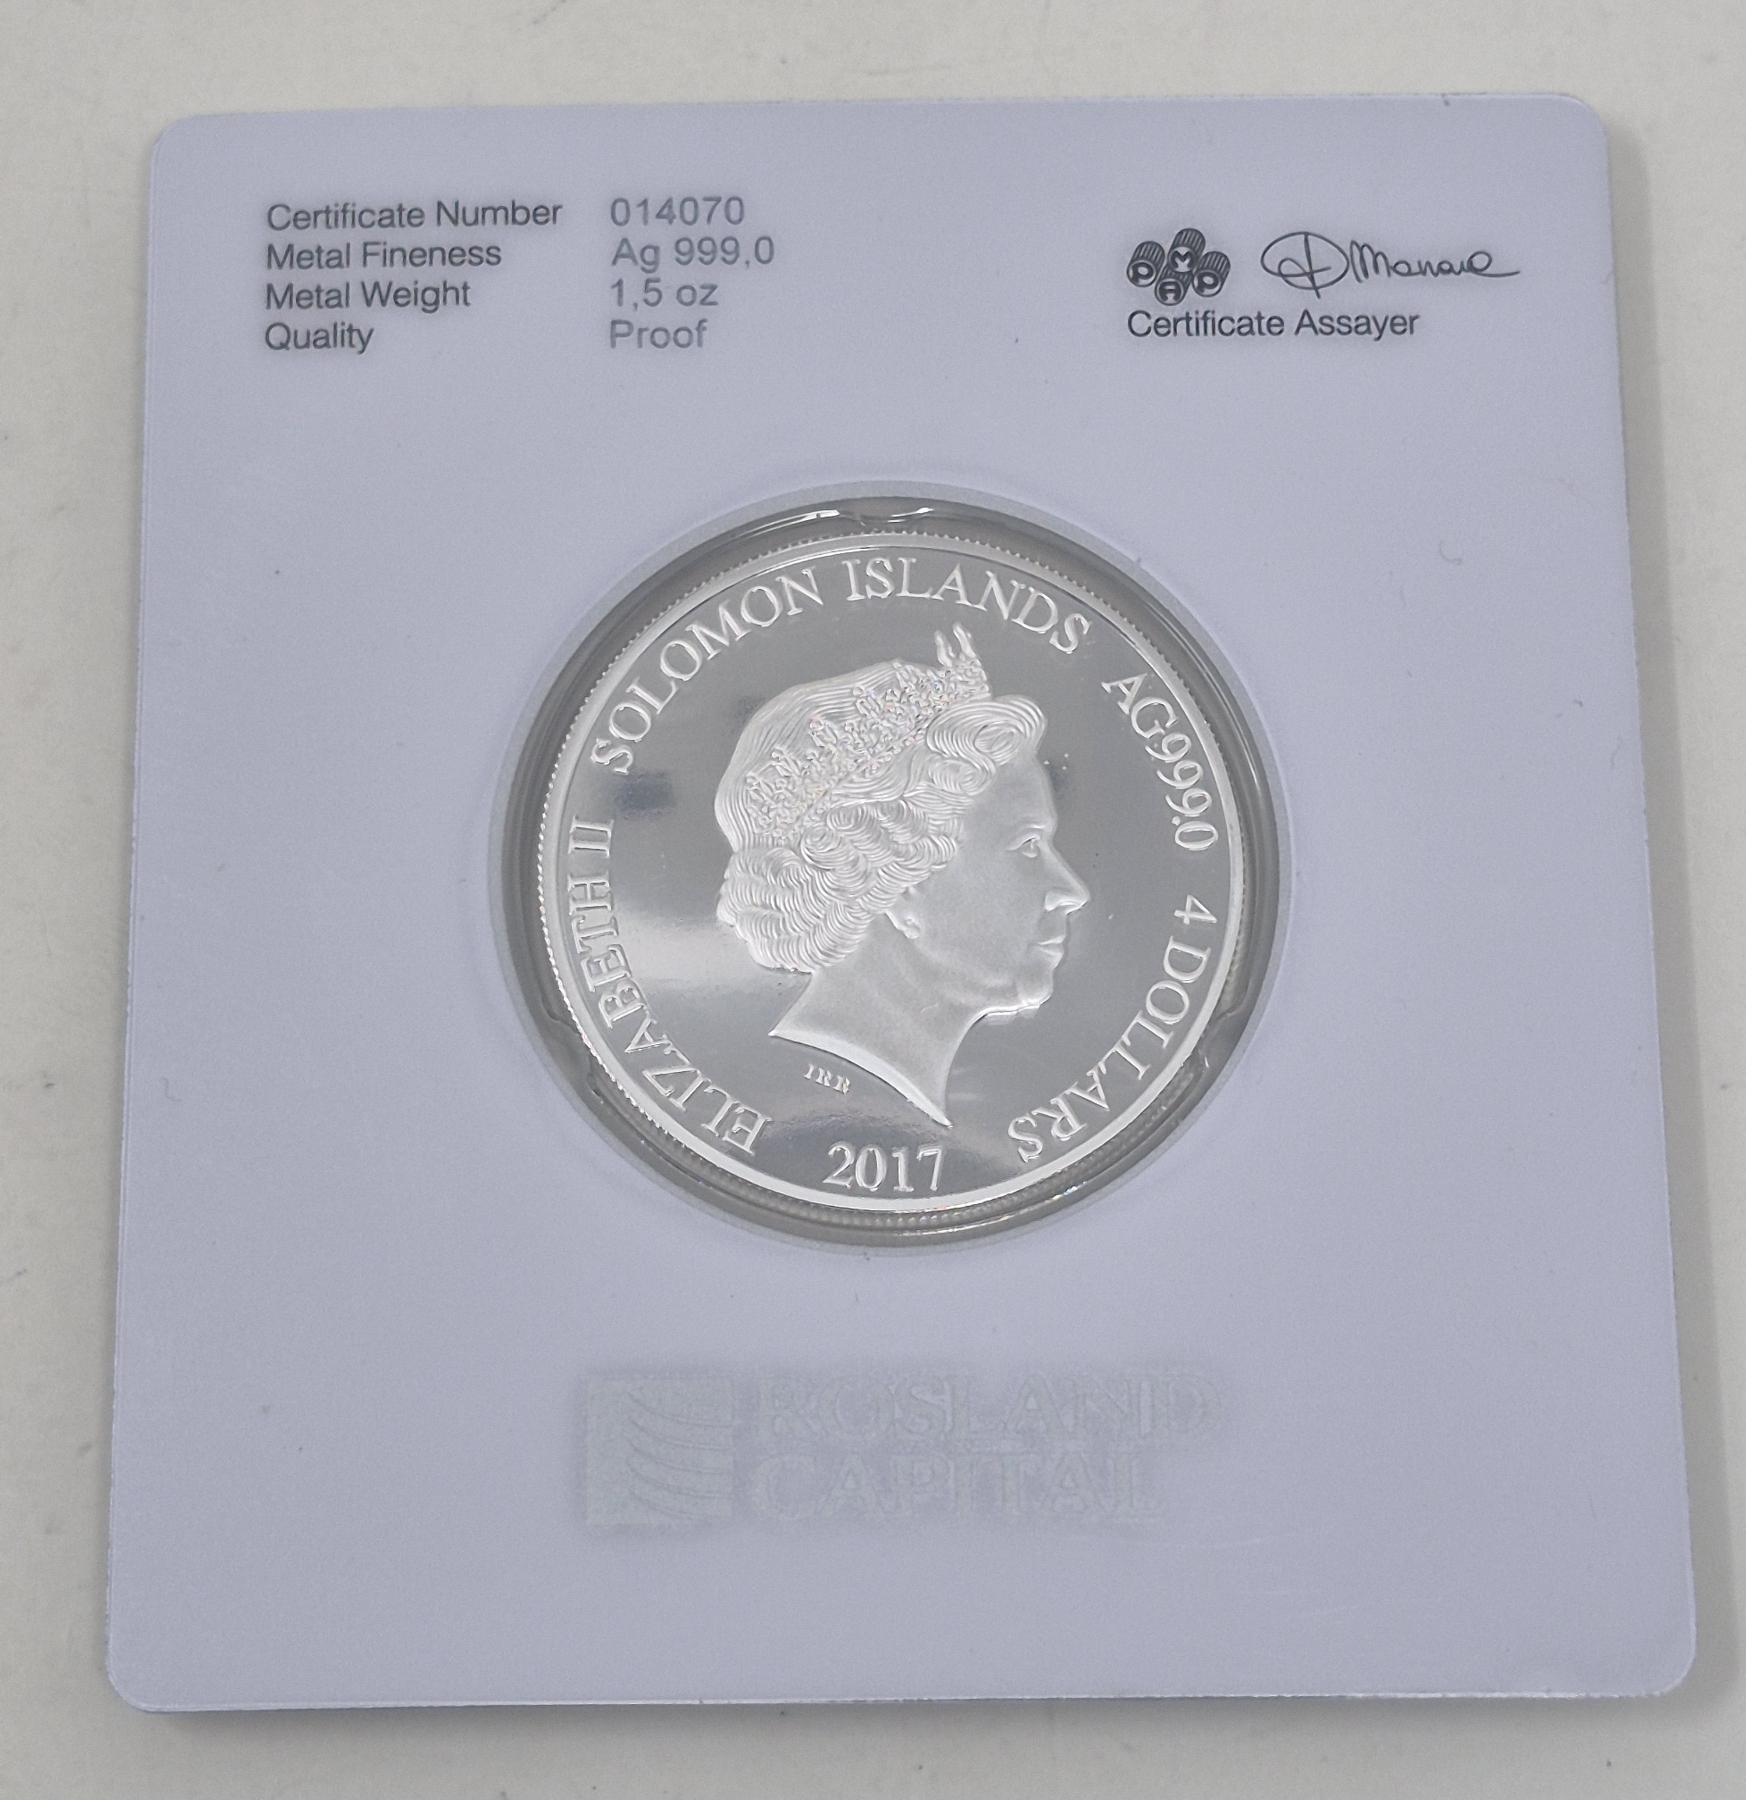 Certificate Number 014070
Metal Fineness Ag 999,0
Metal Weight 1,5 oz
Quality Proof
PAMP
Certificate Assayer
ELIZABETH II SOLOMON ISLANDS AG999.0 4 DOLLARS
IRB
2017
ROSLAND
CAPITAL